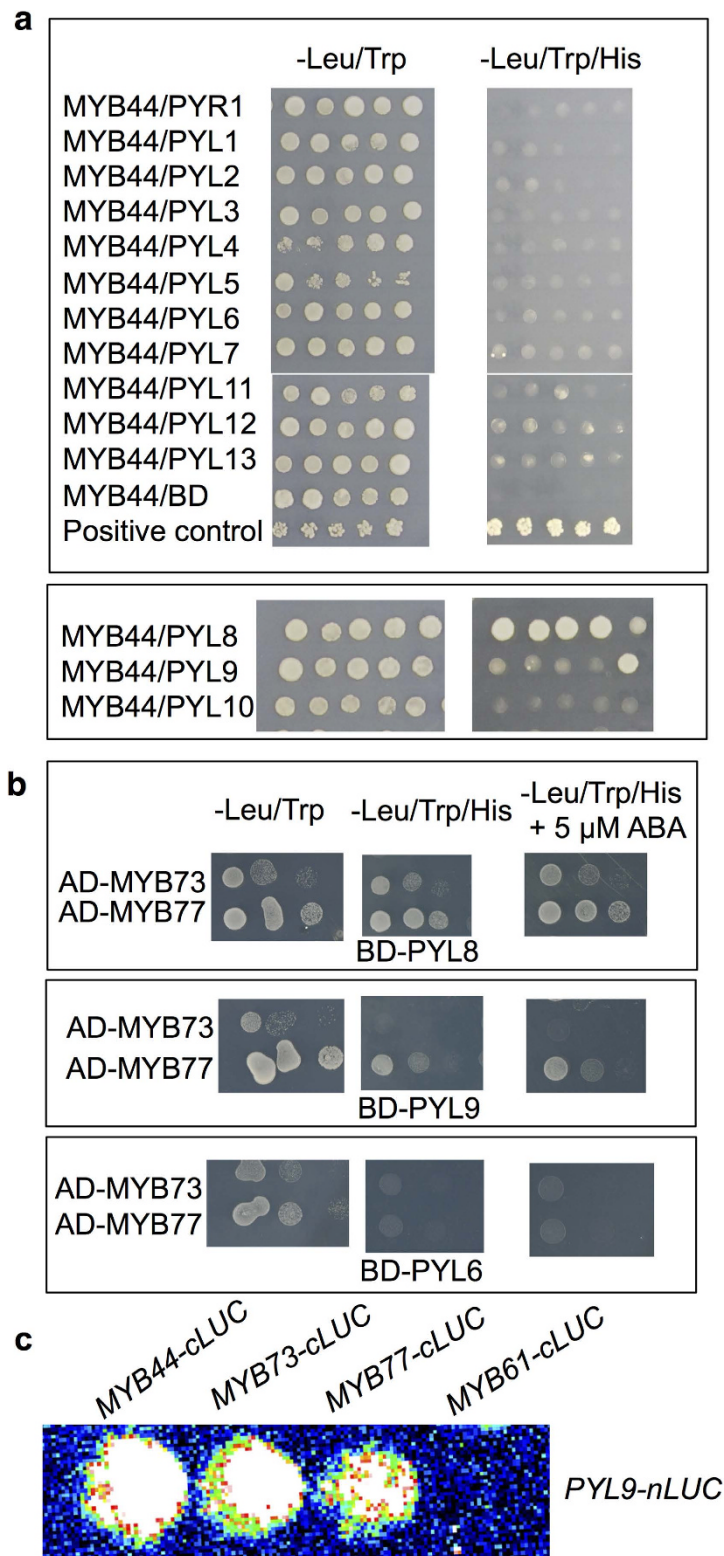 a
-Leu/Trp -Leu/Trp/His
MYB44/PYR1
MYB44/PYL1
MYB44/PYL2
MYB44/PYL3
MYB44/PYL4
MYB44/PYL5
MYB44/PYL6
MYB44/PYL7
MYB44/PYL11
MYB44/PYL12
MYB44/PYL13
MYB44/BD
Positive control
MYB44/PYL8
MYB44/PYL9
MYB44/PYL10
b
-Leu/Trp -Leu/Trp/His -Leu/Trp/His
+ 5 µM ABA
AD-MYB73
AD-MYB77
BD-PYL8
AD-MYB73
AD-MYB77
BD-PYL9
AD-MYB73
AD-MYB77
BD-PYL6
c
MYB44-cLUC MYB73-cLUC MYB77-cLUC MYB61-cLUC
PYL9-nLUC